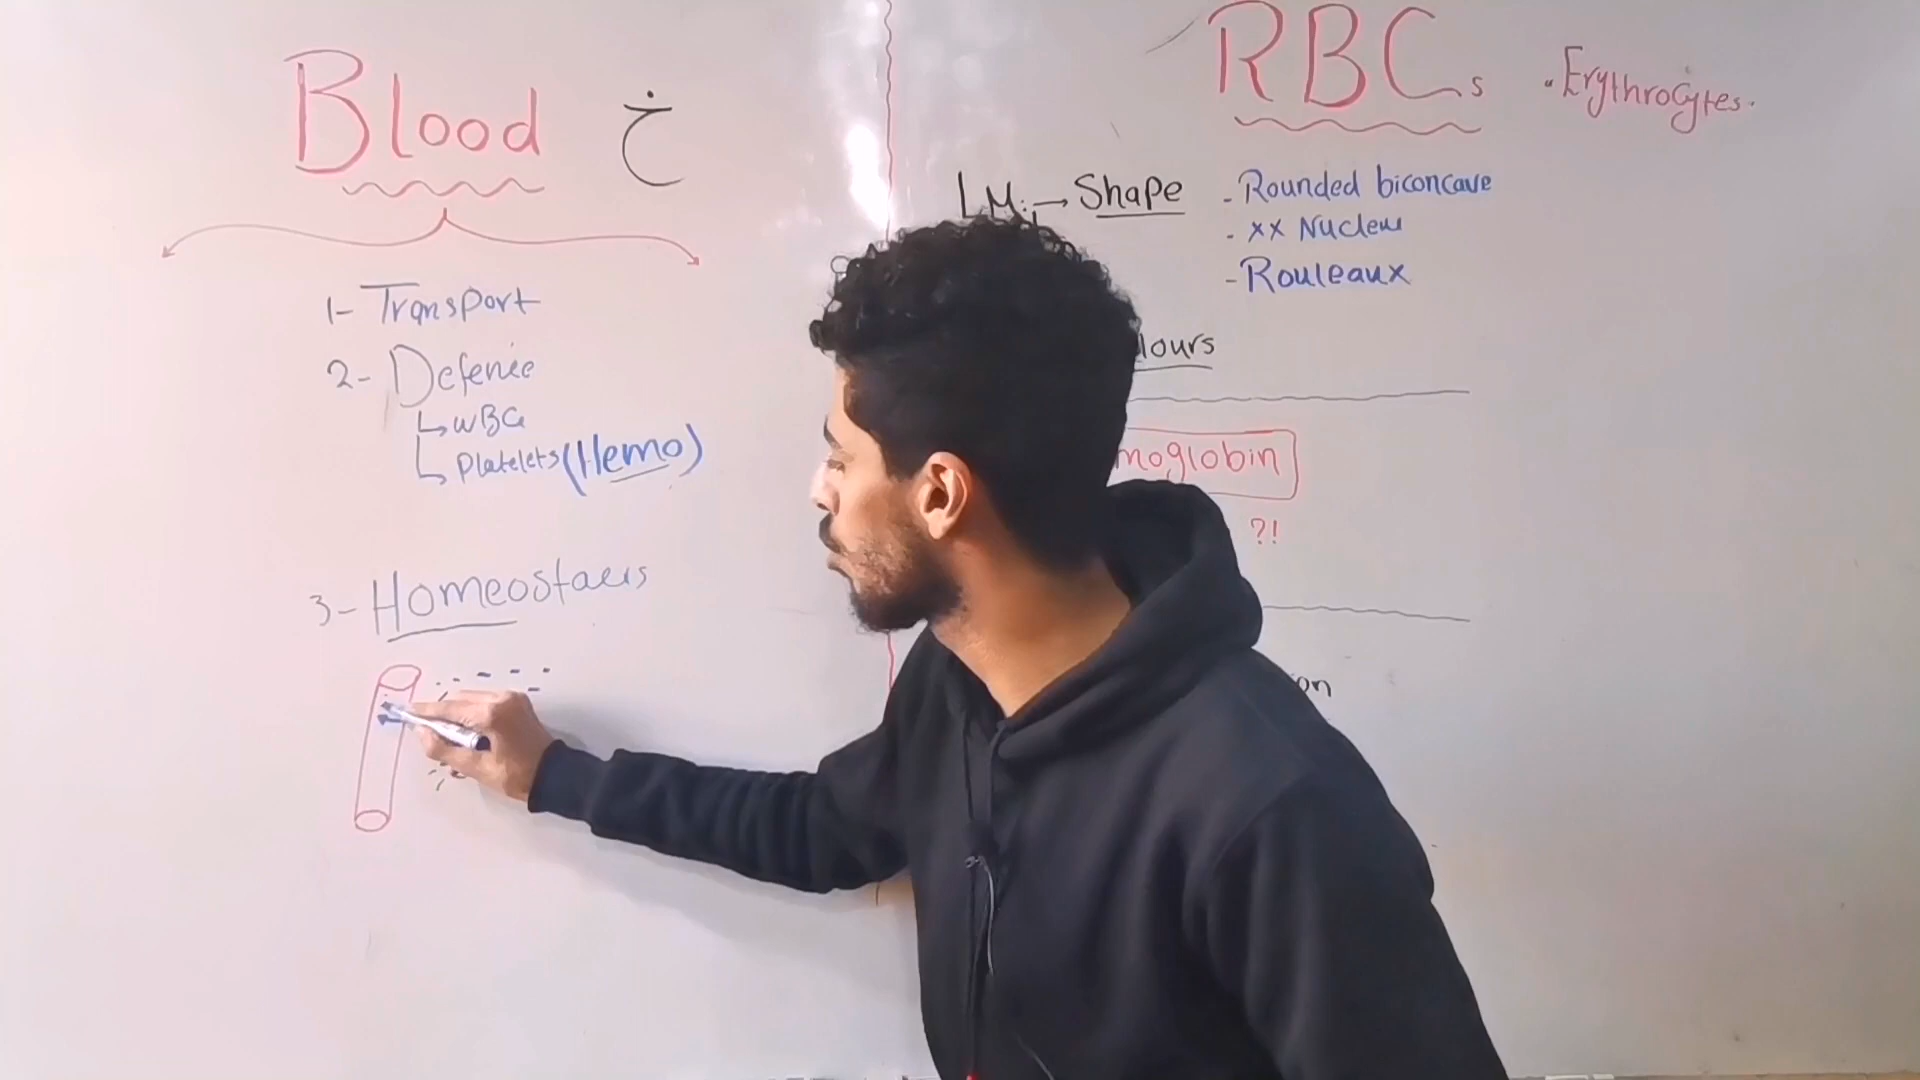 Blood خ
1- Transport
2- Defence
WBCs
Platelets (Hemo)
3- Homeostaeis
RBCs "Erythrocytes"
LM: → Shape - Rounded biconcave
- xx Nucleus
- Rouleaux
lours
moglobin
?!
on